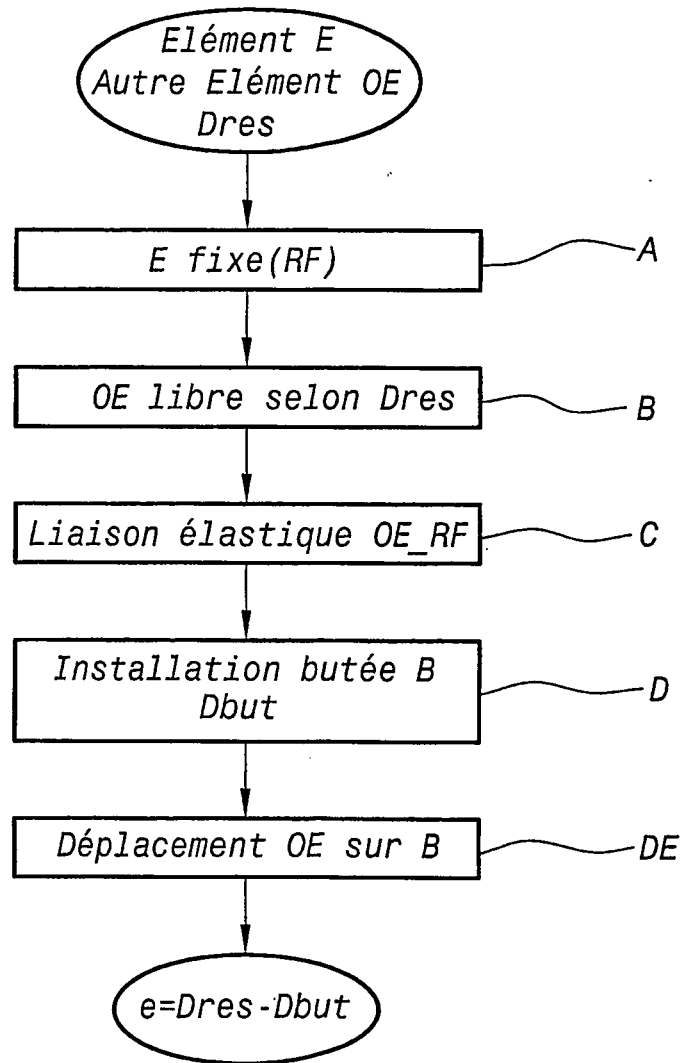 Elément E
Autre Elément OE
Dres
E fixe(RF)
A
OE libre selon Dres
B
Liaison élastique OE_RF
C
Installation butée B
Dbut
D
Déplacement OE sur B
DE
e=Dres-Dbut